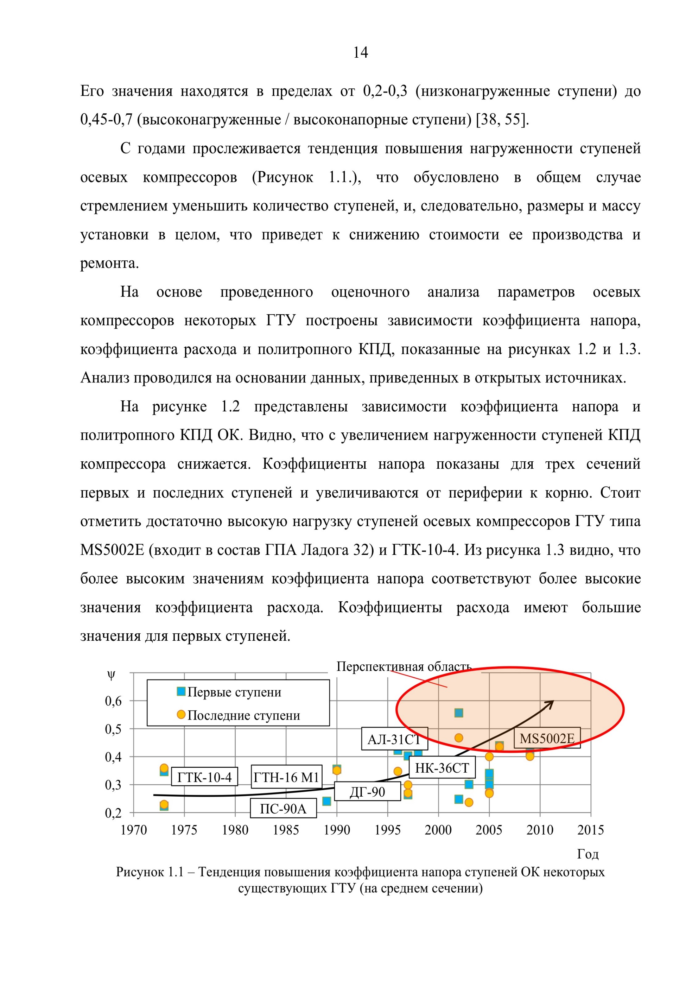 14
Его значения находятся в пределах от 0,2-0,3 (низконагруженные ступени) до
0,45-0,7 (высоконагруженные / высоконапорные ступени) [38, 55].
С годами прослеживается тенденция повышения нагруженности ступеней
осевых компрессоров (Рисунок 1.1.), что обусловлено в общем случае
стремлением уменьшить количество ступеней, и, следовательно, размеры и массу
установки в целом, что приведет к снижению стоимости ее производства и
ремонта.
На основе проведенного оценочного анализа параметров осевых
компрессоров некоторых ГТУ построены зависимости коэффициента напора,
коэффициента расхода и политропного КПД, показанные на рисунках 1.2 и 1.3.
Анализ проводился на основании данных, приведенных в открытых источниках.
На рисунке 1.2 представлены зависимости коэффициента напора и
политропного КПД ОК. Видно, что с увеличением нагруженности ступеней КПД
компрессора снижается. Коэффициенты напора показаны для трех сечений
первых и последних ступеней и увеличиваются от периферии к корню. Стоит
отметить достаточно высокую нагрузку ступеней осевых компрессоров ГТУ типа
MS5002E (входит в состав ГПА Ладога 32) и ГТК-10-4. Из рисунка 1.3 видно, что
более высоким значениям коэффициента напора соответствуют более высокие
значения коэффициента расхода. Коэффициенты расхода имеют большие
значения для первых ступеней.
Перспективная область
ψ
Первые ступени
0,6
Последние ступени
0,5
АЛ-31СТ
MS5002E
0,4
НК-36СТ
ГТК-10-4
ГТН-16 М1
0,3
ДГ-90
ПС-90А
0,2
1970 1975 1980 1985 1990 1995 2000 2005 2010 2015
Год
Рисунок 1.1 – Тенденция повышения коэффициента напора ступеней ОК некоторых
существующих ГТУ (на среднем сечении)